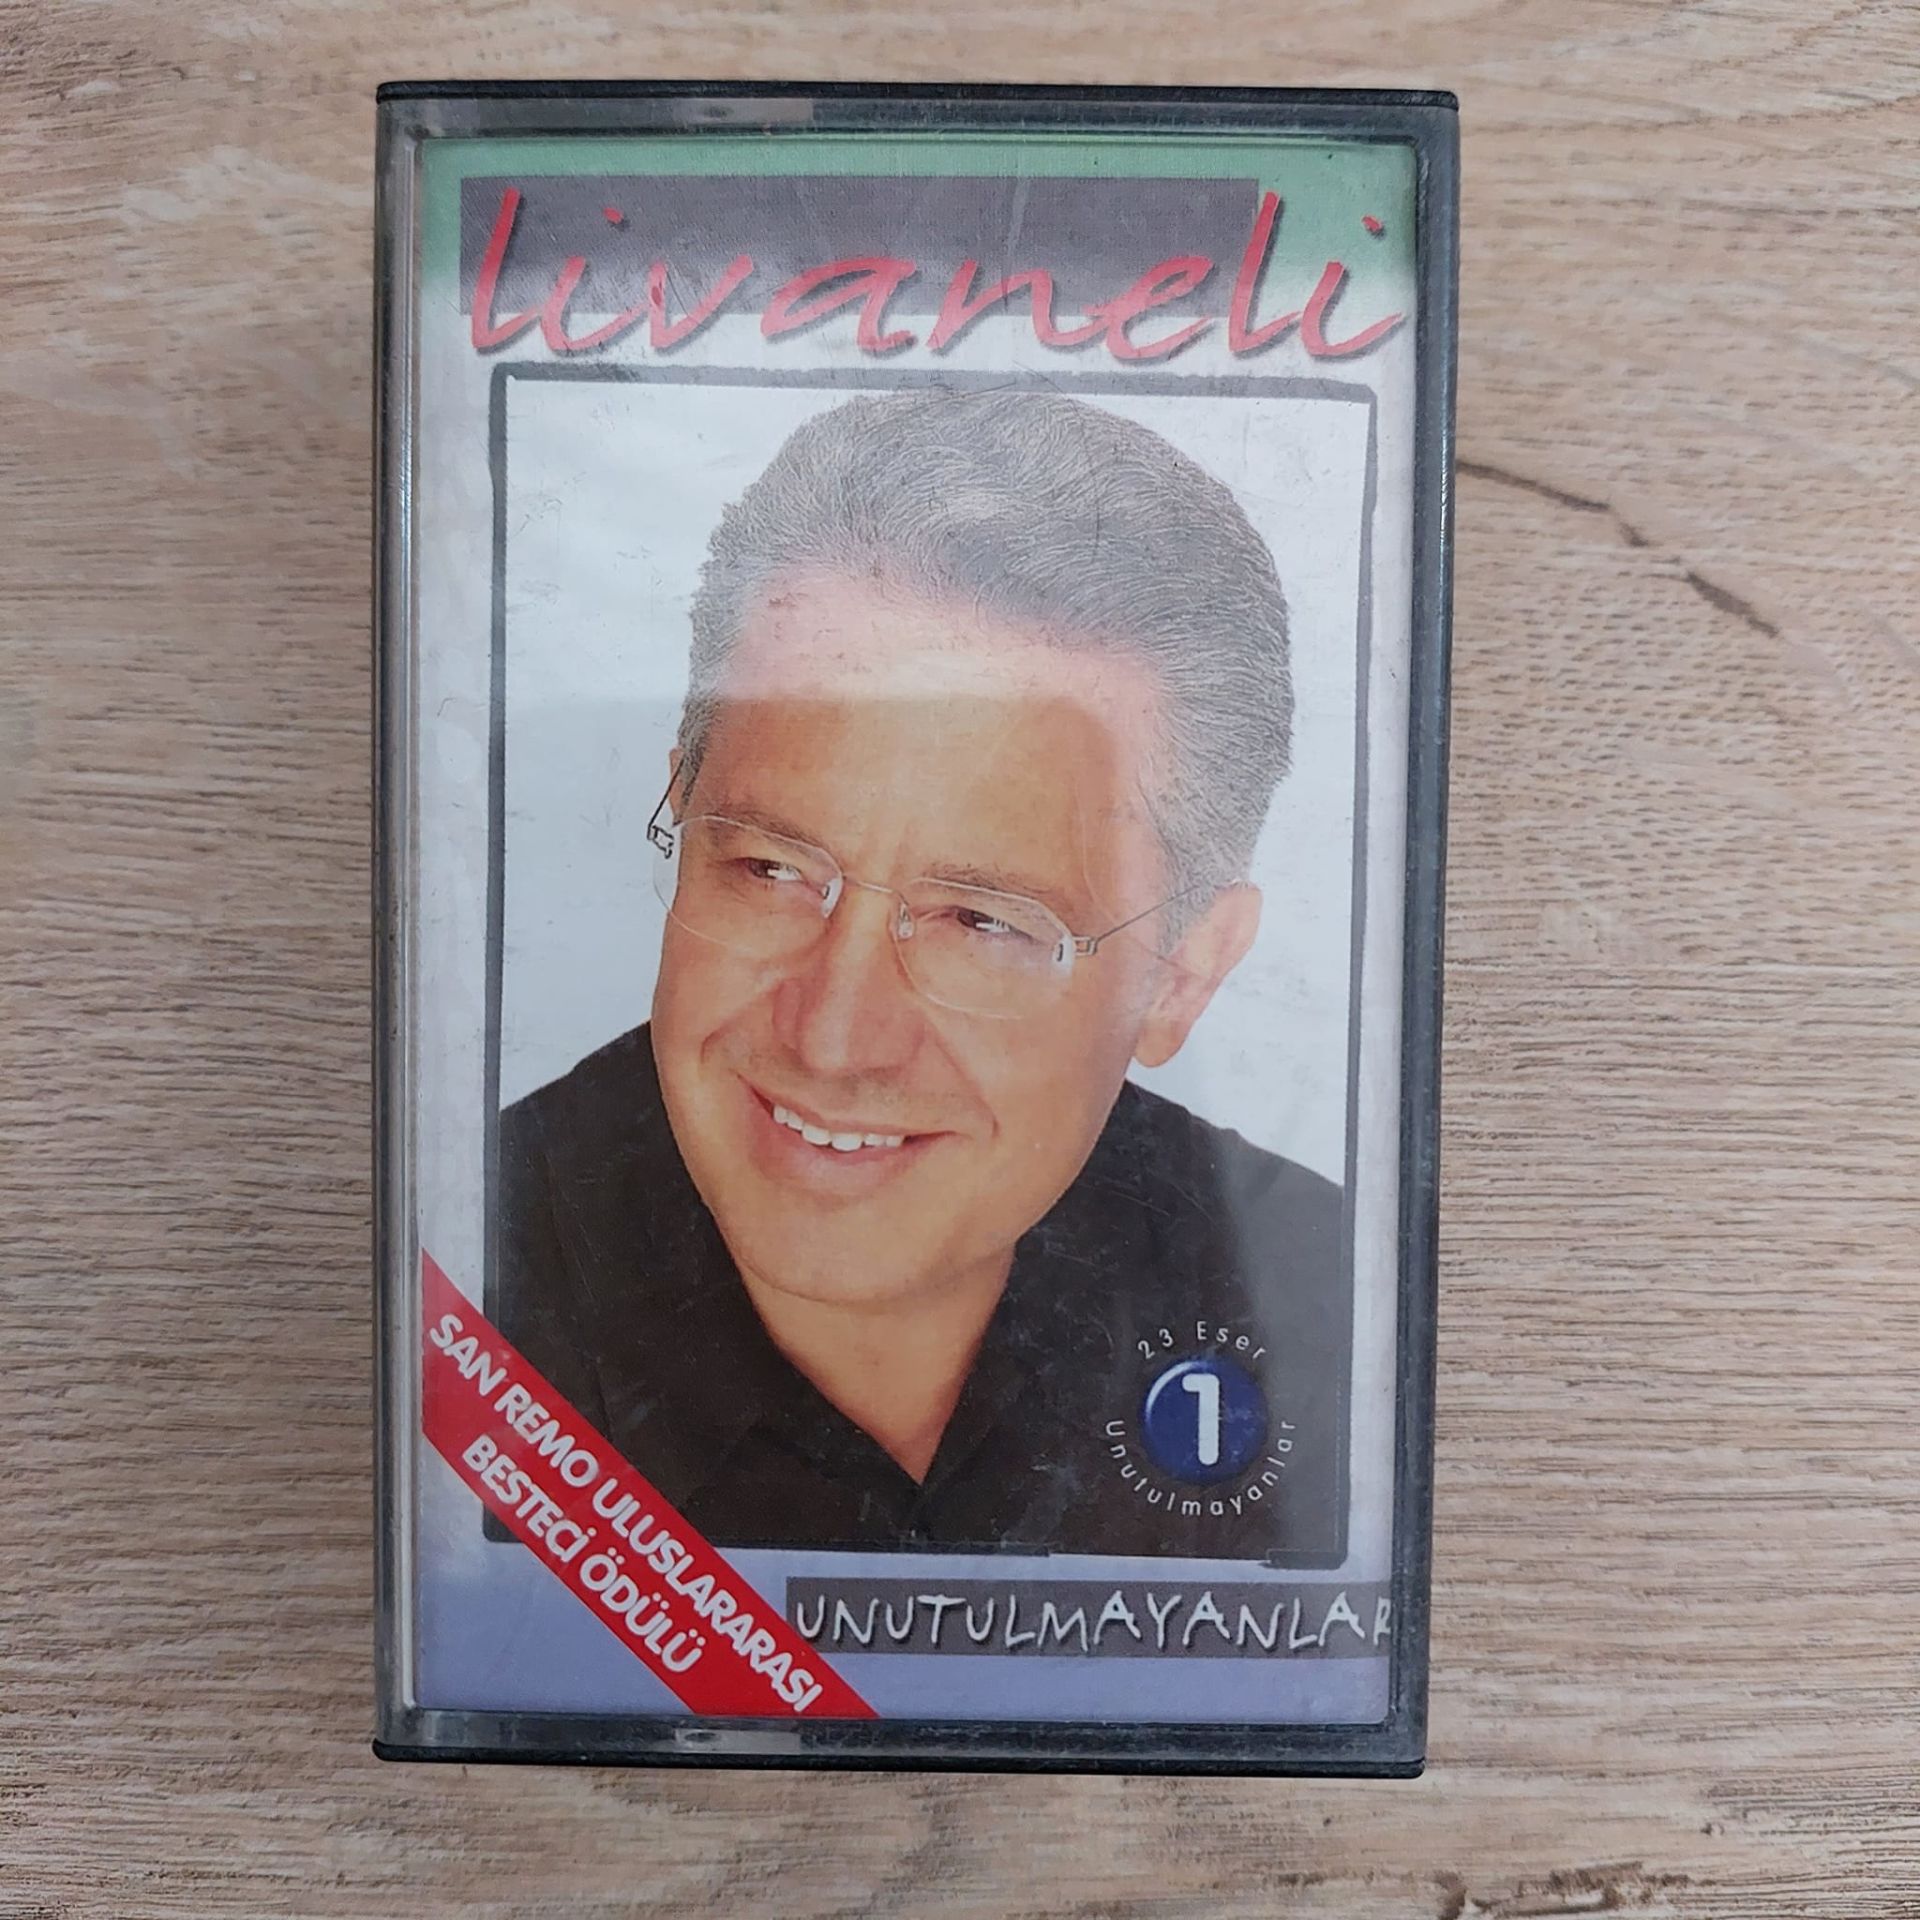 livaneli
23 Eser
1
Unutulmayanlar
SAN REMO ULUSLARARASI
BESTECİ ÖDÜLÜ
UNUTULMAYANLAR